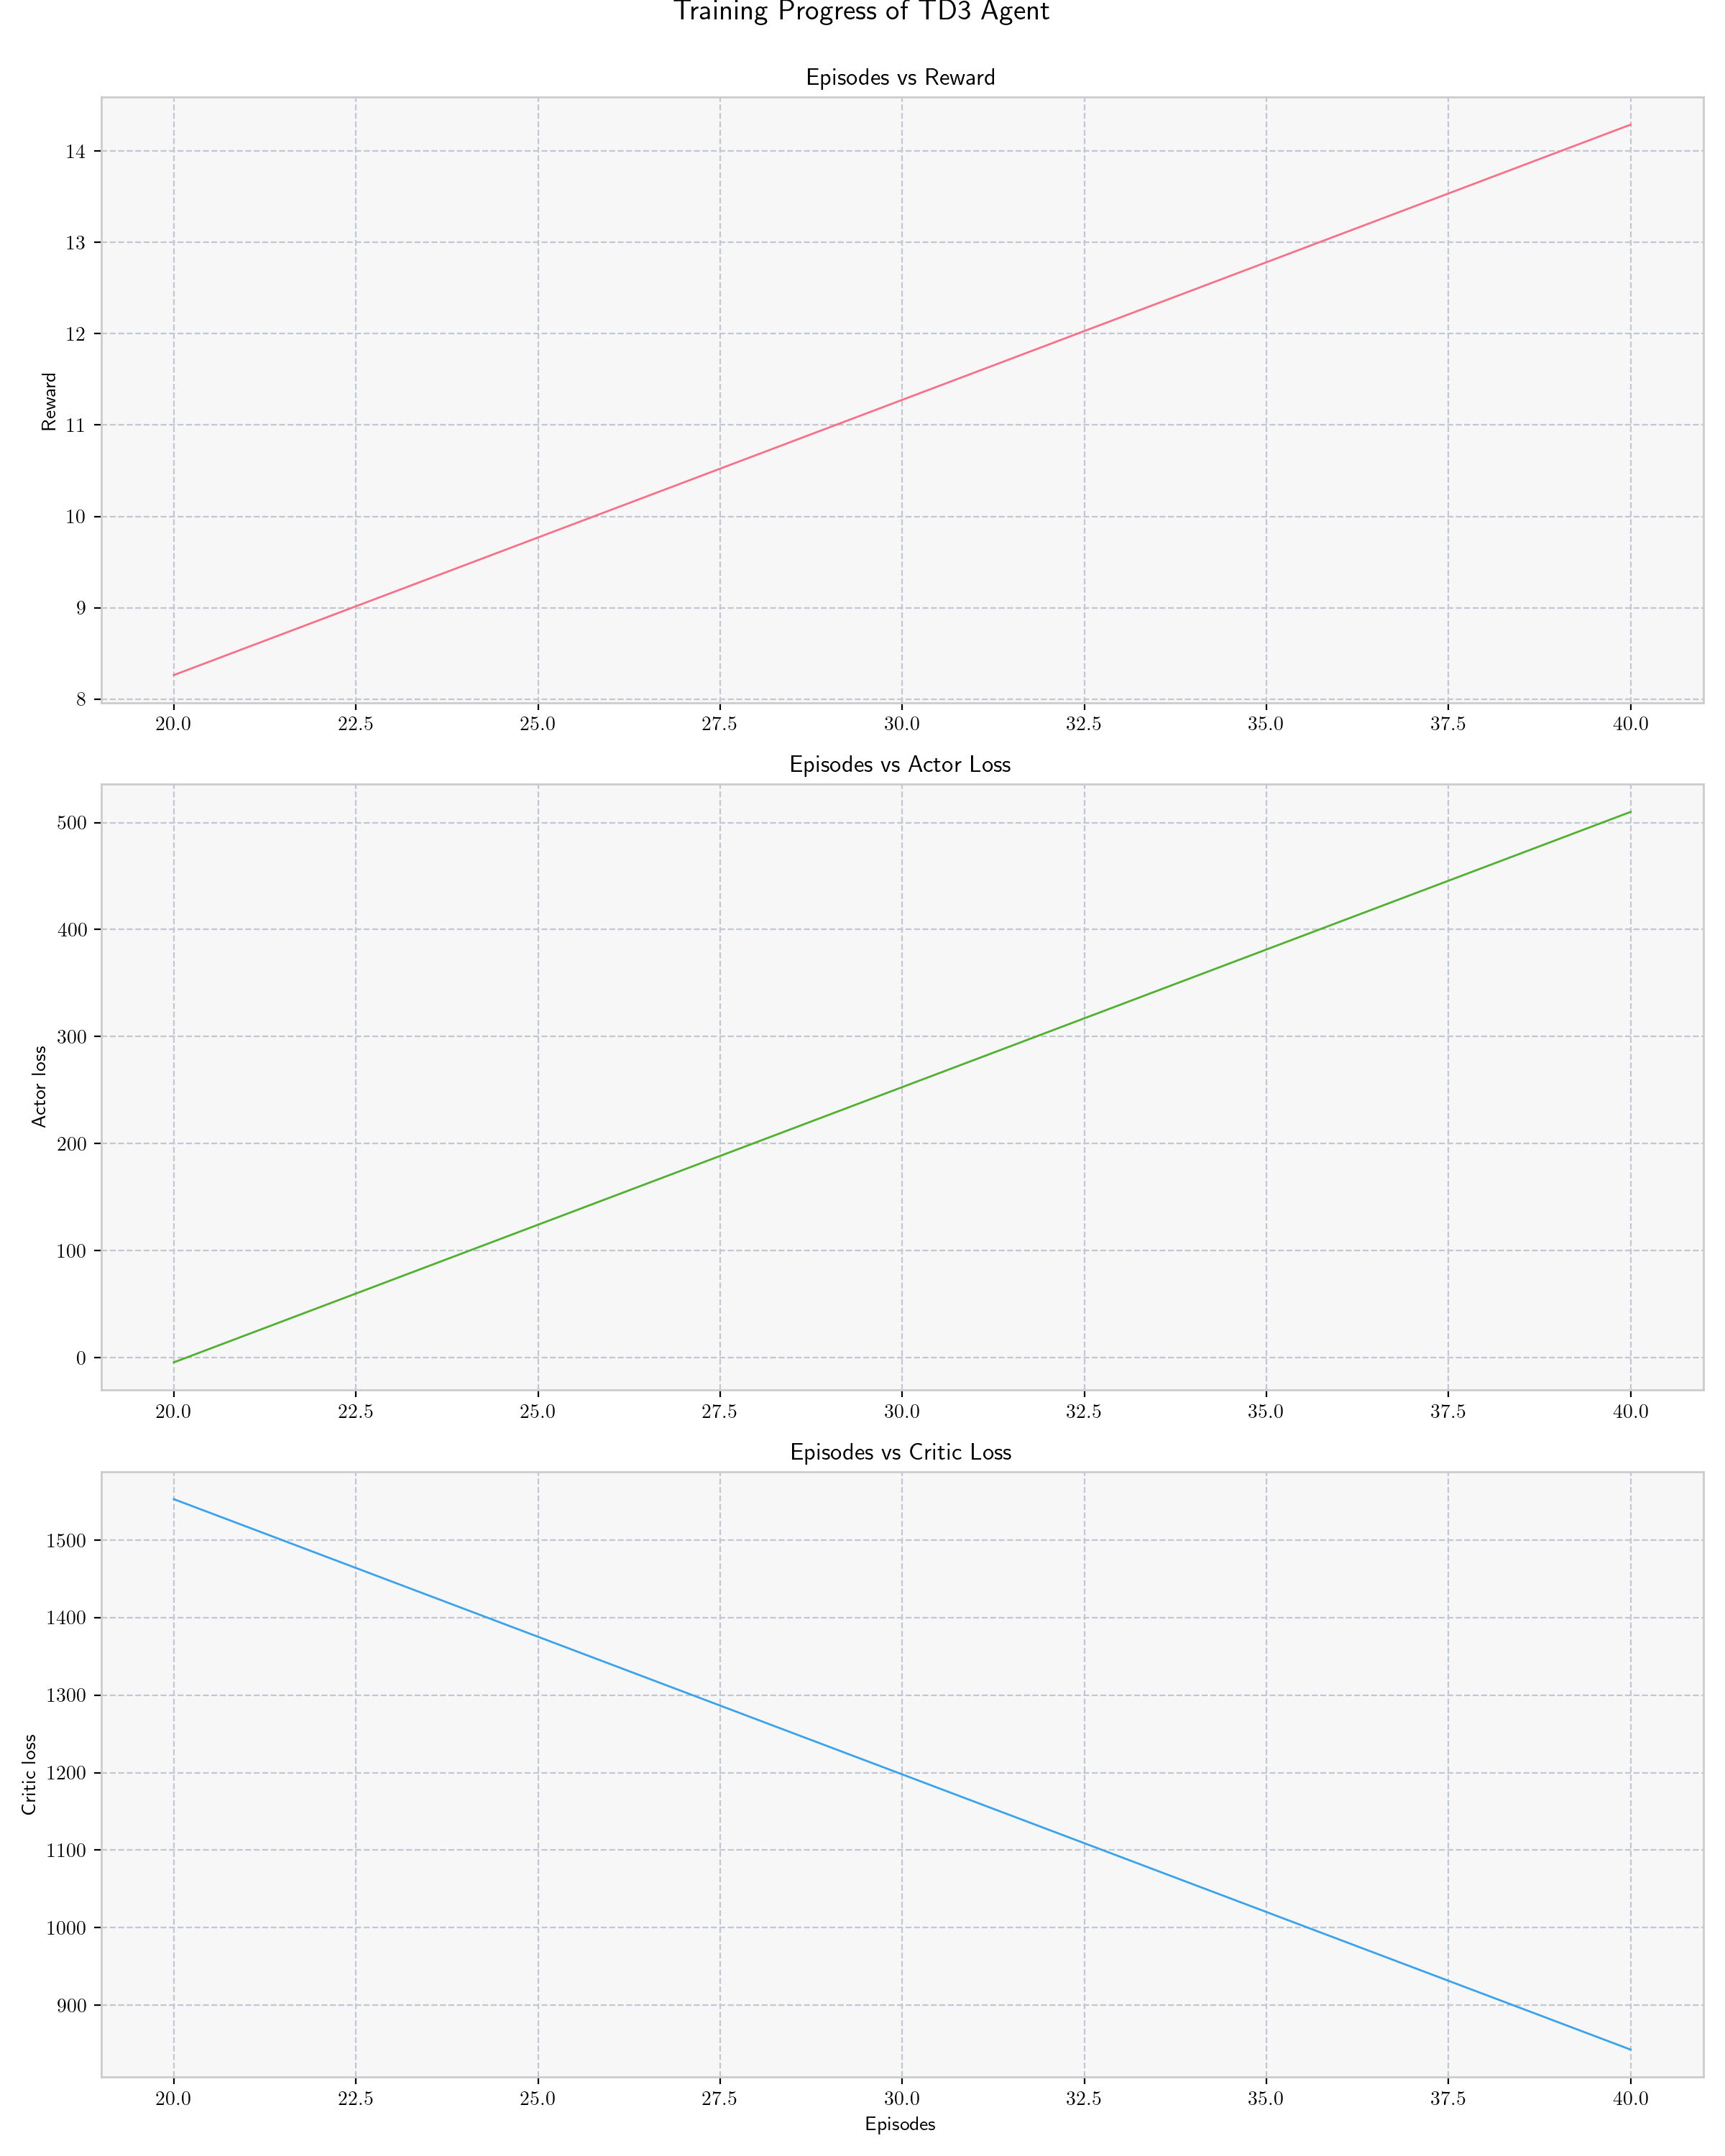 Training Progress of TD3 Agent
Episodes vs Reward
Reward
14
13
12
11
10
9
8
20.0 22.5 25.0 27.5 30.0 32.5 35.0 37.5 40.0
Episodes vs Actor Loss
Actor loss
500
400
300
200
100
0
20.0 22.5 25.0 27.5 30.0 32.5 35.0 37.5 40.0
Episodes vs Critic Loss
Critic loss
1500
1400
1300
1200
1100
1000
900
20.0 22.5 25.0 27.5 30.0 32.5 35.0 37.5 40.0
Episodes